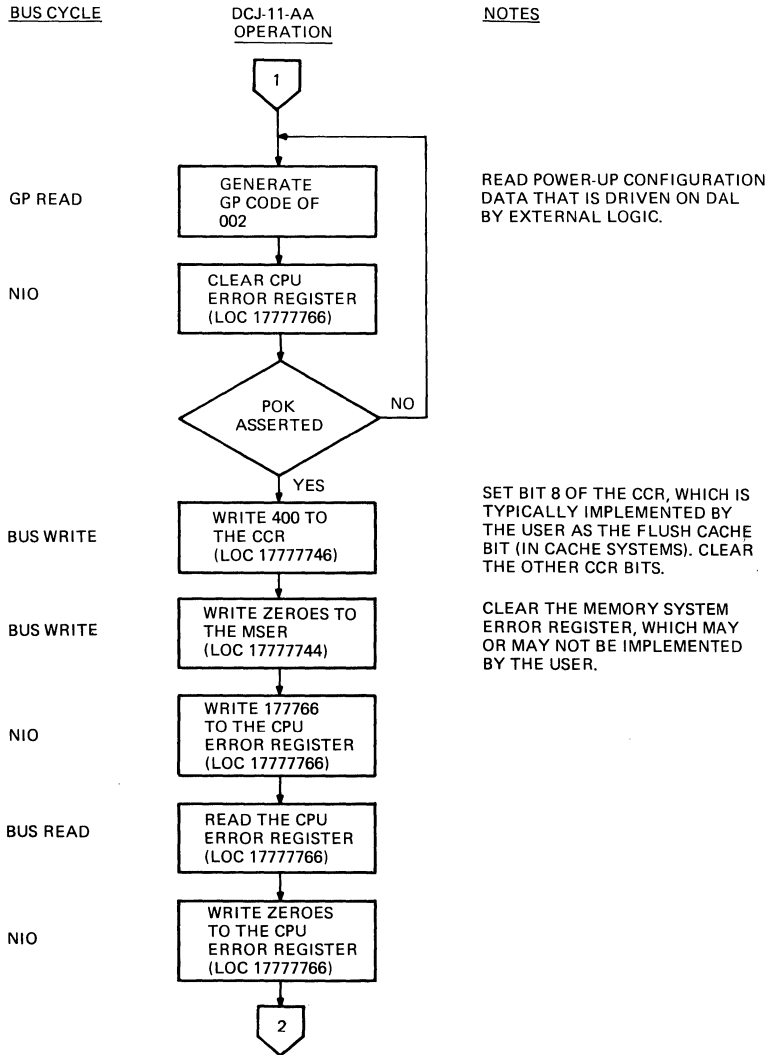 BUS CYCLE
DCJ-11-AA
OPERATION
NOTES
1
GP READ
GENERATE
GP CODE OF
002
READ POWER-UP CONFIGURATION
DATA THAT IS DRIVEN ON DAL
BY EXTERNAL LOGIC.
NIO
CLEAR CPU
ERROR REGISTER
(LOC 17777766)
POK
ASSERTED
NO
YES
BUS WRITE
WRITE 400 TO
THE CCR
(LOC 17777746)
SET BIT 8 OF THE CCR, WHICH IS
TYPICALLY IMPLEMENTED BY
THE USER AS THE FLUSH CACHE
BIT (IN CACHE SYSTEMS). CLEAR
THE OTHER CCR BITS.
BUS WRITE
WRITE ZEROES TO
THE MSER
(LOC 17777744)
CLEAR THE MEMORY SYSTEM
ERROR REGISTER, WHICH MAY
OR MAY NOT BE IMPLEMENTED
BY THE USER.
NIO
WRITE 177766
TO THE CPU
ERROR REGISTER
(LOC 17777766)
BUS READ
READ THE CPU
ERROR REGISTER
(LOC 17777766)
NIO
WRITE ZEROES
TO THE CPU
ERROR REGISTER
(LOC 17777766)
2